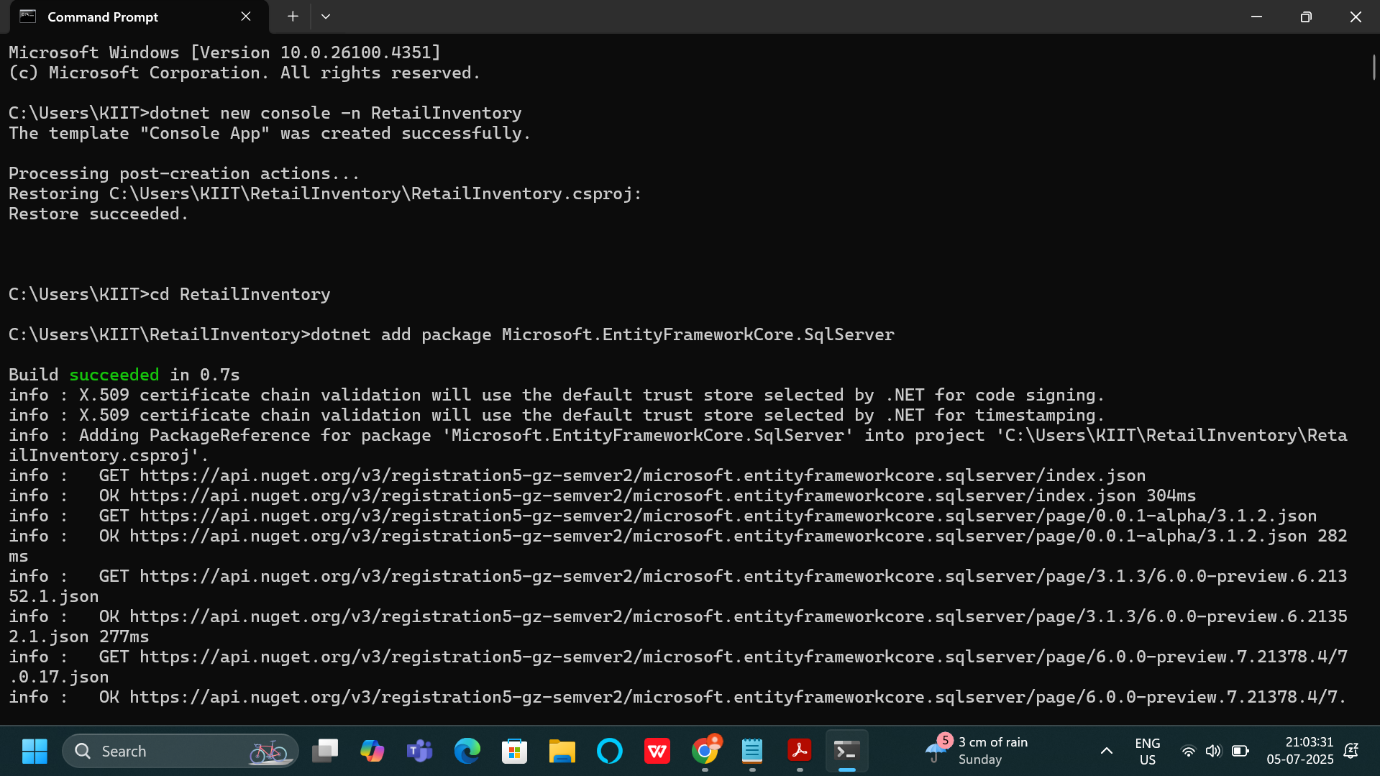 Command Prompt
Microsoft Windows [Version 10.0.26100.4351]
(c) Microsoft Corporation. All rights reserved.
C:\Users\KIIT>dotnet new console -n RetailInventory
The template "Console App" was created successfully.
Processing post-creation actions...
Restoring C:\Users\KIIT\RetailInventory\RetailInventory.csproj:
Restore succeeded.
C:\Users\KIIT>cd RetailInventory
C:\Users\KIIT\RetailInventory>dotnet add package Microsoft.EntityFrameworkCore.SqlServer
Build succeeded in 0.7s
info : X.509 certificate chain validation will use the default trust store selected by .NET for code signing.
info : X.509 certificate chain validation will use the default trust store selected by .NET for timestamping.
info : Adding PackageReference for package 'Microsoft.EntityFrameworkCore.SqlServer' into project 'C:\Users\KIIT\RetailInventory\Reta
ilInventory.csproj'.
info :   GET https://api.nuget.org/v3/registration5-gz-semver2/microsoft.entityframeworkcore.sqlserver/index.json
info :   OK https://api.nuget.org/v3/registration5-gz-semver2/microsoft.entityframeworkcore.sqlserver/index.json 304ms
info :   GET https://api.nuget.org/v3/registration5-gz-semver2/microsoft.entityframeworkcore.sqlserver/page/0.0.1-alpha/3.1.2.json
info :   OK https://api.nuget.org/v3/registration5-gz-semver2/microsoft.entityframeworkcore.sqlserver/page/0.0.1-alpha/3.1.2.json 282
ms
info :   GET https://api.nuget.org/v3/registration5-gz-semver2/microsoft.entityframeworkcore.sqlserver/page/3.1.3/6.0.0-preview.6.213
52.1.json
info :   OK https://api.nuget.org/v3/registration5-gz-semver2/microsoft.entityframeworkcore.sqlserver/page/3.1.3/6.0.0-preview.6.2135
2.1.json 277ms
info :   GET https://api.nuget.org/v3/registration5-gz-semver2/microsoft.entityframeworkcore.sqlserver/page/6.0.0-preview.7.21378.4/7
.0.17.json
info :   OK https://api.nuget.org/v3/registration5-gz-semver2/microsoft.entityframeworkcore.sqlserver/page/6.0.0-preview.7.21378.4/7.
Search
5
3 cm of rain
Sunday
ENG
US
21:03:31
05-07-2025